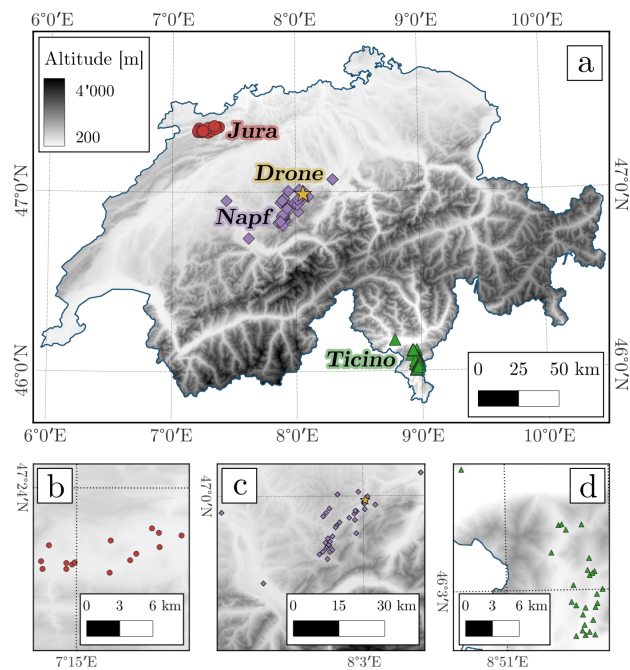 6°0′E 7°0′E 8°0′E 9°0′E 10°0′E
Altitude [m]
4'000
200
a
Jura
Drone
Napf
Ticino
47°0′N
47°0′N
46°0′N
46°0′N
0 25 50 km
6°0′E 7°0′E 8°0′E 9°0′E 10°0′E
b
47°24′N
0 3 6 km
7°15′E
c
47°0′N
0 15 30 km
8°3′E
d
46°3′N
0 3 6 km
8°51′E